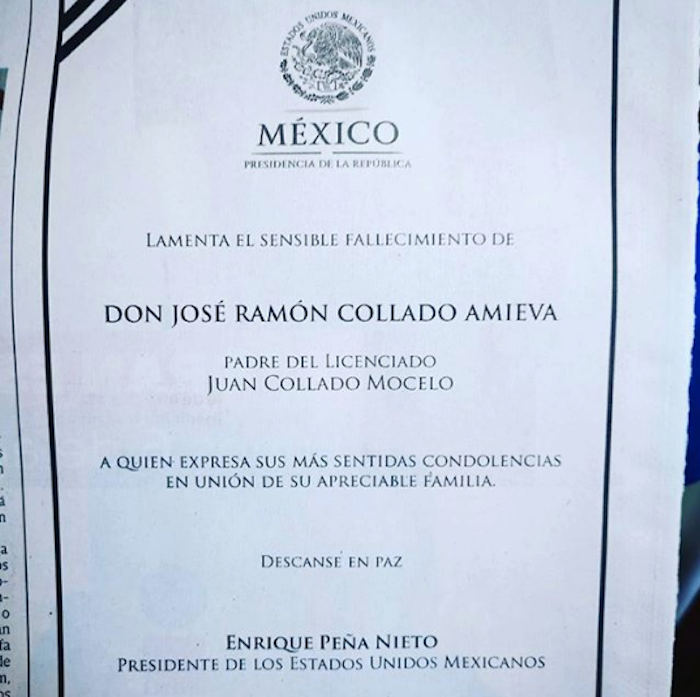 ESTADOS UNIDOS MEXICANOS
MÉXICO
PRESIDENCIA DE LA REPÚBLICA
LAMENTA EL SENSIBLE FALLECIMIENTO DE
DON JOSÉ RAMÓN COLLADO AMIEVA
PADRE DEL LICENCIADO
JUAN COLLADO MOCELO
A QUIEN EXPRESA SUS MÁS SENTIDAS CONDOLENCIAS
EN UNIÓN DE SU APRECIABLE FAMILIA.
DESCANSE EN PAZ
ENRIQUE PEÑA NIETO
PRESIDENTE DE LOS ESTADOS UNIDOS MEXICANOS